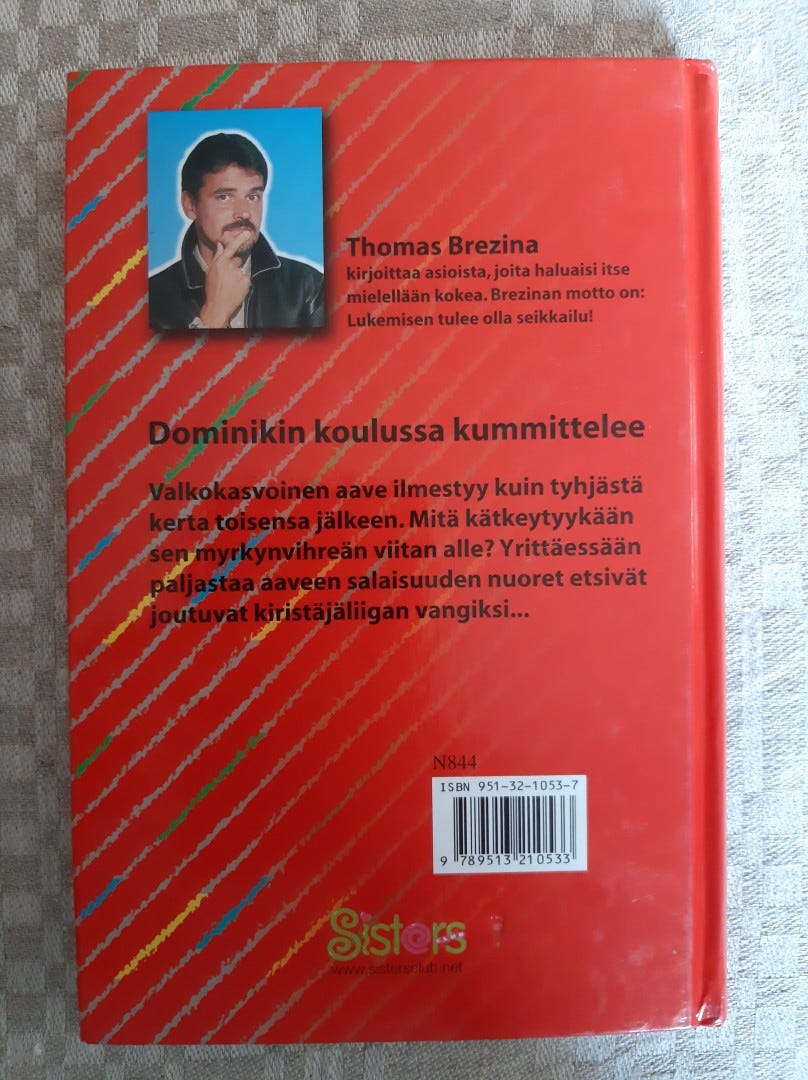 Thomas Brezina
kirjoittaa asioista, joita haluaisi itse
mielellään kokea. Brezinan motto on:
Lukemisen tulee olla seikkailu!
Dominikin koulussa kummittelee
Valkokasvoinen aave ilmestyy kuin tyhjästä
kerta toisensa jälkeen. Mitä kätkeytyykään
sen myrkynvihreän viitan alle? Yrittäessään
paljastaa aaveen salaisuuden nuoret etsivät
joutuvat kiristäjäliigan vangiksi...
N844
ISBN 951-32-1053-7
9 789513 210533
Sisters
CLUB
www.sistersclub.net